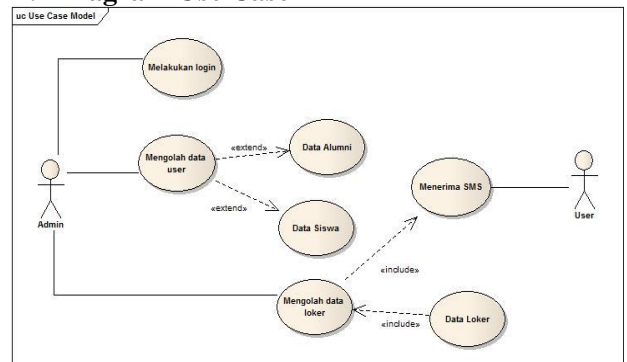 uc Use Case Model
Melakukan login
Mengolah data
user
«extend»
Data Alumni
«extend»
Data Siswa
Admin
Menerima SMS
User
«include»
Mengolah data
loker
«include»
Data Loker